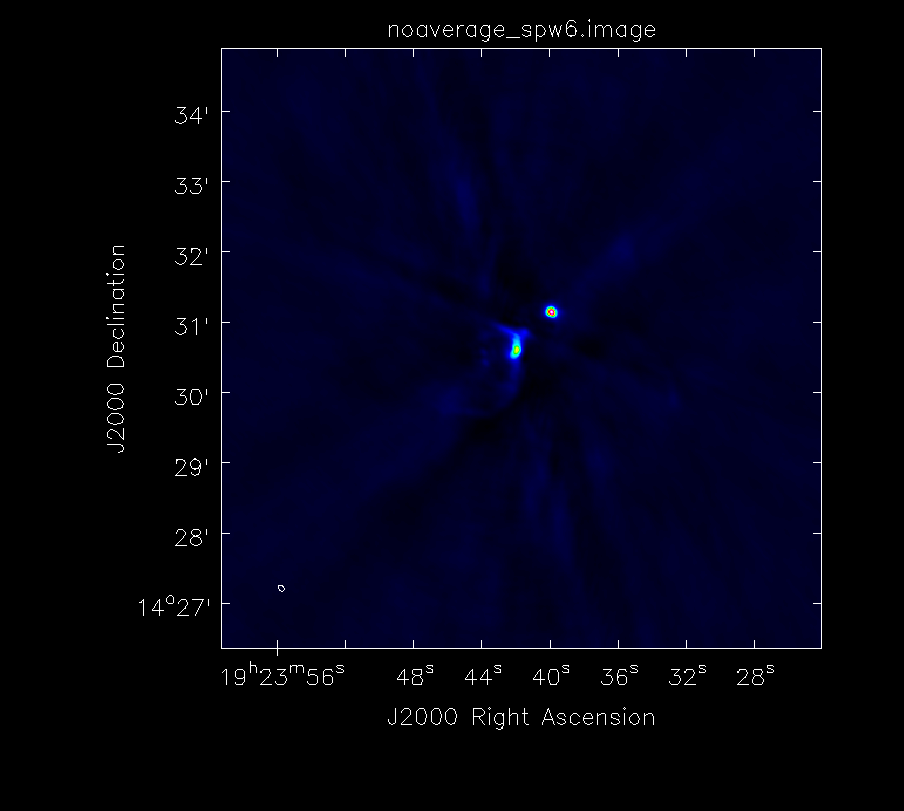 noaverage_spw6.image
34'
33'
32'
31'
30'
29'
28'
14°27'
J2000 Declination
19h23m56s 48s 44s 40s 36s 32s 28s
J2000 Right Ascension